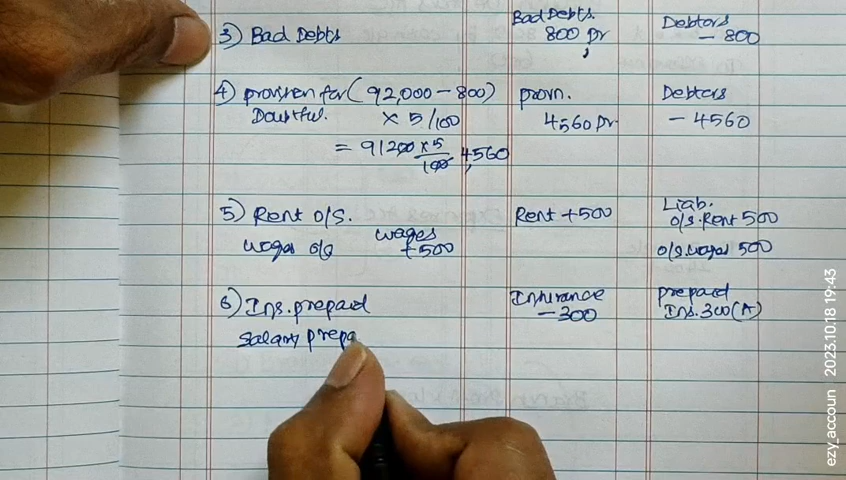 3) Bad Debts Bad Debts. 800 Dr Debtors - 800
4) provision for (92,000 - 800) provn. Debtors
Doubtful. × 5/100 4560 Dr - 4560
= 91200 × 5 / 100 4,560
5) Rent O/S. Rent + 500 Liab. O/S. Rent 500
wages O/S wages + 500 O/S. wages 500
6) Ins. prepaid Insurance - 300 prepaid Ins. 300 (A)
Salary prepa
ezy_accoun 2023.10.18 19:43